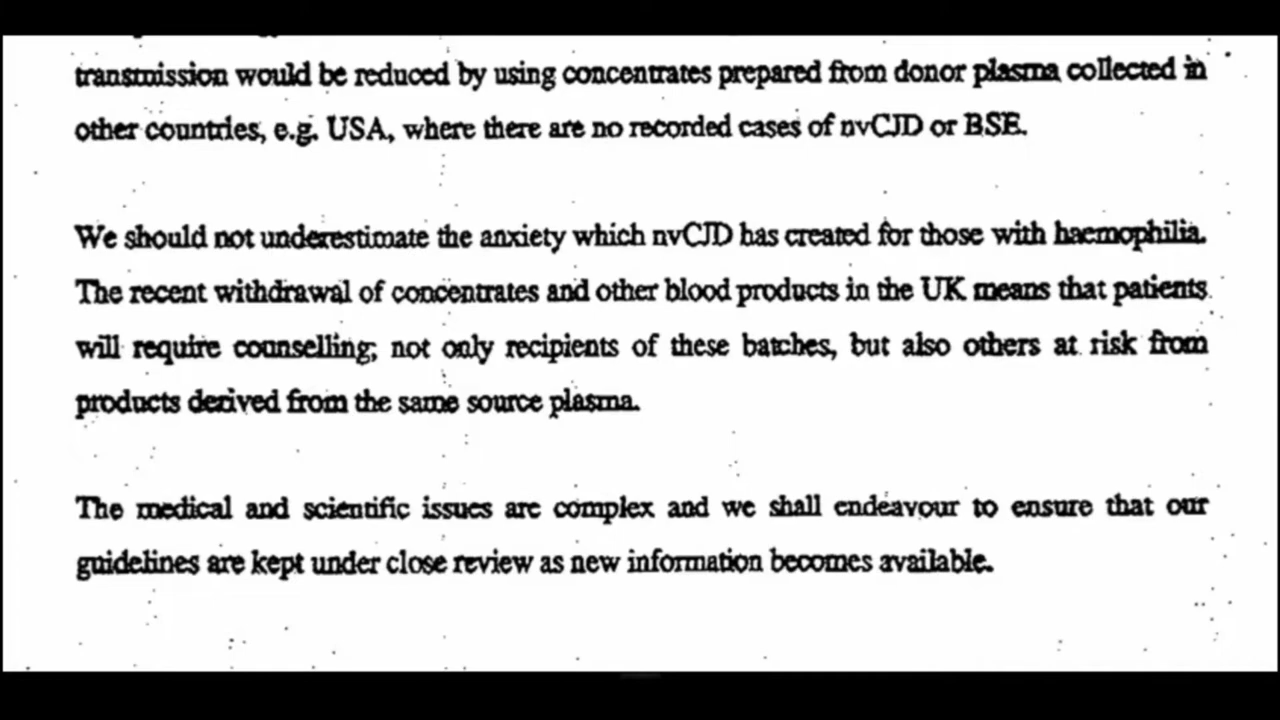 transmission would be reduced by using concentrates prepared from donor plasma collected in
other countries, e.g. USA, where there are no recorded cases of nvCJD or BSE.
We should not underestimate the anxiety which nvCJD has created for those with haemophilia.
The recent withdrawal of concentrates and other blood products in the UK means that patients
will require counselling; not only recipients of these batches, but also others at risk from
products derived from the same source plasma.
The medical and scientific issues are complex and we shall endeavour to ensure that our
guidelines are kept under close review as new information becomes available.